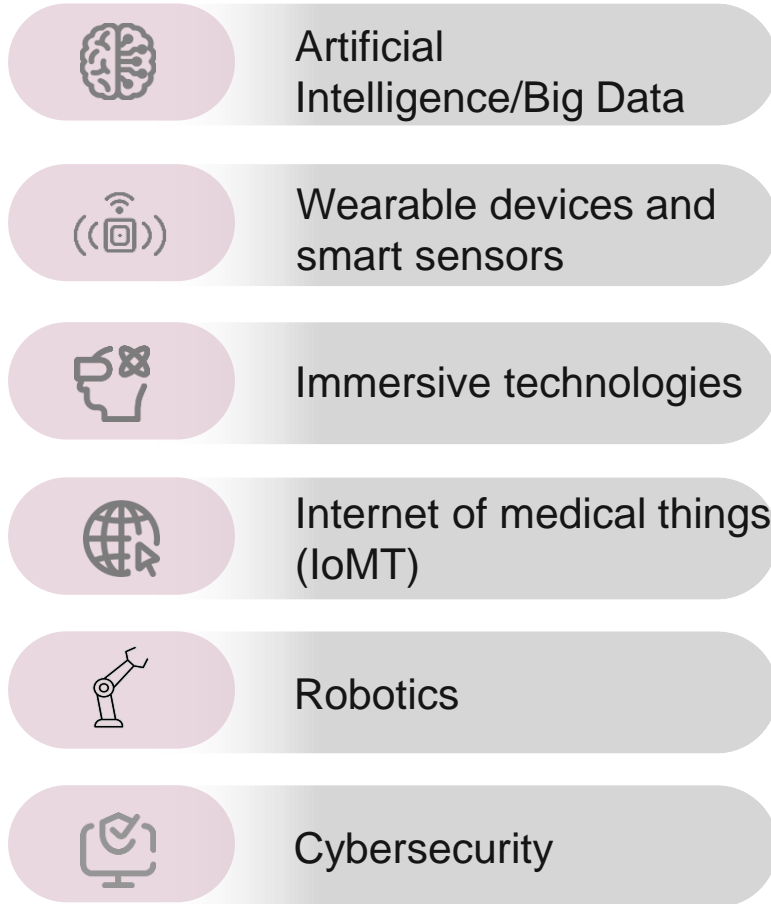 Artificial
Intelligence/Big Data
Wearable devices and
smart sensors
Immersive technologies
Internet of medical things
(IoMT)
Robotics
Cybersecurity